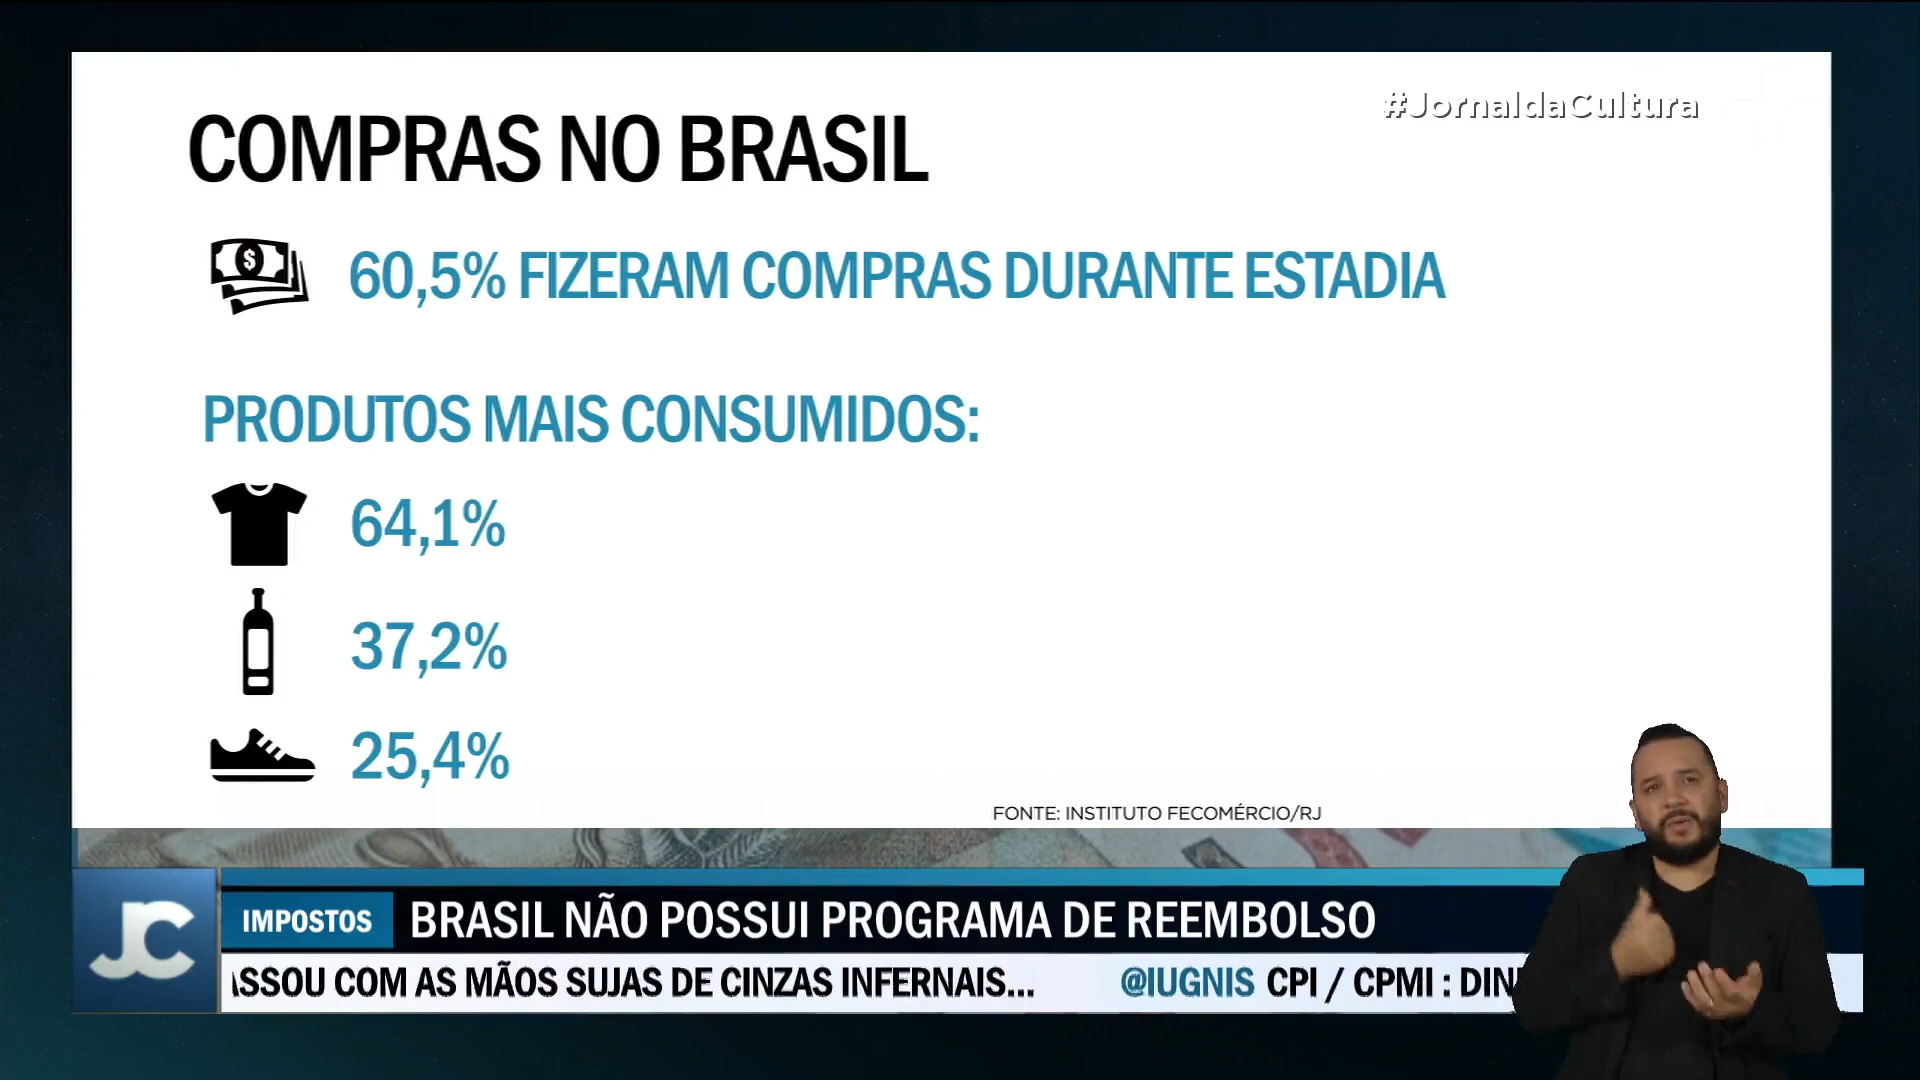 #JornaldaCultura
COMPRAS NO BRASIL
60,5% FIZERAM COMPRAS DURANTE ESTADIA
PRODUTOS MAIS CONSUMIDOS:
64,1%
37,2%
25,4%
FONTE: INSTITUTO FECOMÉRCIO/RJ
JC
IMPOSTOS
BRASIL NÃO POSSUI PROGRAMA DE REEMBOLSO
ASSOU COM AS MÃOS SUJAS DE CINZAS INFERNAIS... @IUGNIS CPI / CPMI : DIN